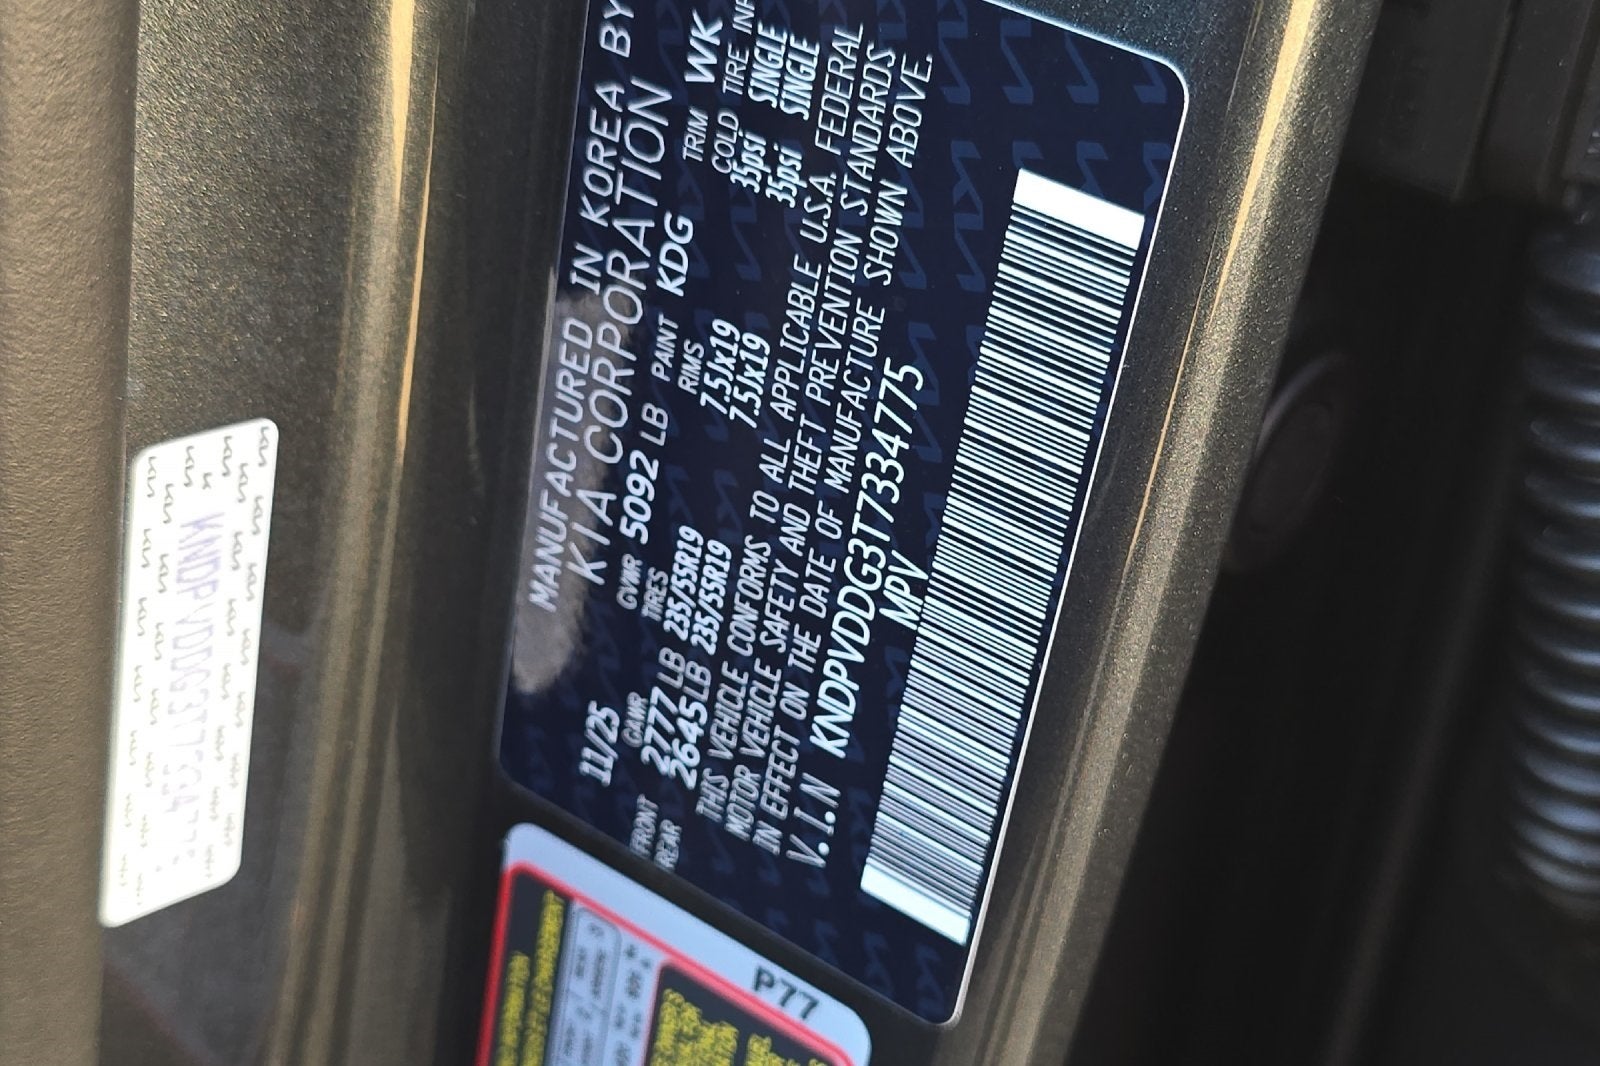 MANUFACTURED IN KOREA BY
KIA CORPORATION
11/25 GVWR 5092 LB PAINT KDG TRIM WK
GAWR TIRES RIMS COLD TIRE INF
FRONT 2777 LB 235/55R19 7.5Jx19 35psi SINGLE
REAR 2645 LB 235/55R19 7.5Jx19 35psi SINGLE
THIS VEHICLE CONFORMS TO ALL APPLICABLE U.S.A. FEDERAL
MOTOR VEHICLE SAFETY AND THEFT PREVENTION STANDARDS
IN EFFECT ON THE DATE OF MANUFACTURE SHOWN ABOVE.
V.I.N KNDPVDDG3T7334775
MPV
P77